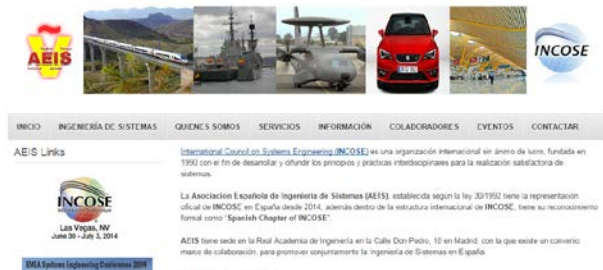 AEIS
INCOSE
INICIO INGENIERÍA DE SISTEMAS QUIENES SOMOS SERVICIOS INFORMACIÓN COLABORADORES EVENTOS CONTACTAR
AEIS Links
INCOSE
Las Vegas, NV
June 30 - July 3, 2014
EMEA Systems Engineering Conference 2014
International Council on Systems Engineering (INCOSE) es una organización internacional sin ánimo de lucro, fundada en
1990 con el fin de desarrollar y difundir los principios y prácticas interdisciplinares para la realización satisfactoria de
sistemas.
La Asociación Española de Ingeniería de Sistemas (AEIS), establecida según la ley 30/1992 tiene la representación
oficial de INCOSE en España desde 2014, además dentro de la estructura internacional de INCOSE, tiene su reconocimiento
formal como "Spanish Chapter of INCOSE".
AEIS tiene sede en la Real Academia de Ingeniería en la Calle Don Pedro, 10 en Madrid, con la que existe un convenio
marco de colaboración, para promover conjuntamente la Ingeniería de Sistemas en España.